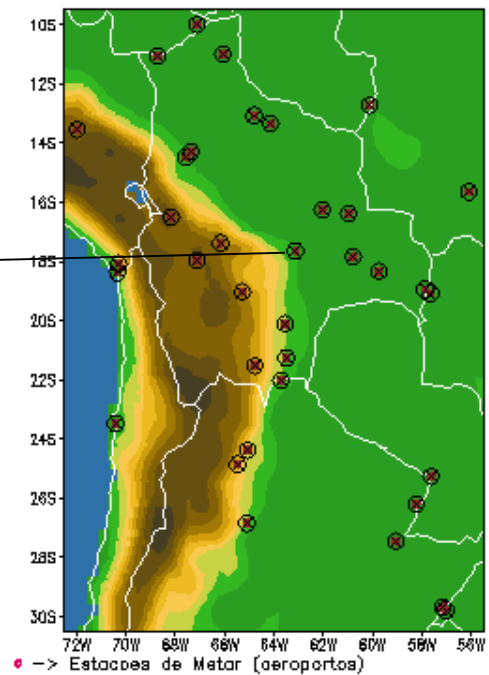 10S
12S
14S
16S
18S
20S
22S
24S
26S
28S
30S
72W 70W 68W 66W 64W 62W 60W 58W 56W
-> Estacoes de Metar (aeroportos)